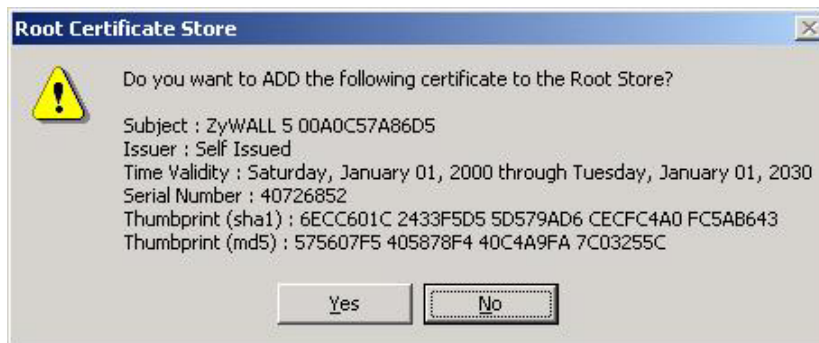 Root Certificate Store
Do you want to ADD the following certificate to the Root Store?
Subject : ZyWALL 5 00A0C57A86D5
Issuer : Self Issued
Time Validity : Saturday, January 01, 2000 through Tuesday, January 01, 2030
Serial Number : 40726852
Thumbprint (sha1) : 6ECC601C 2433F5D5 5D579AD6 CECFC4A0 FC5AB643
Thumbprint (md5) : 575607F5 405878F4 40C4A9FA 7C03255C
Yes No